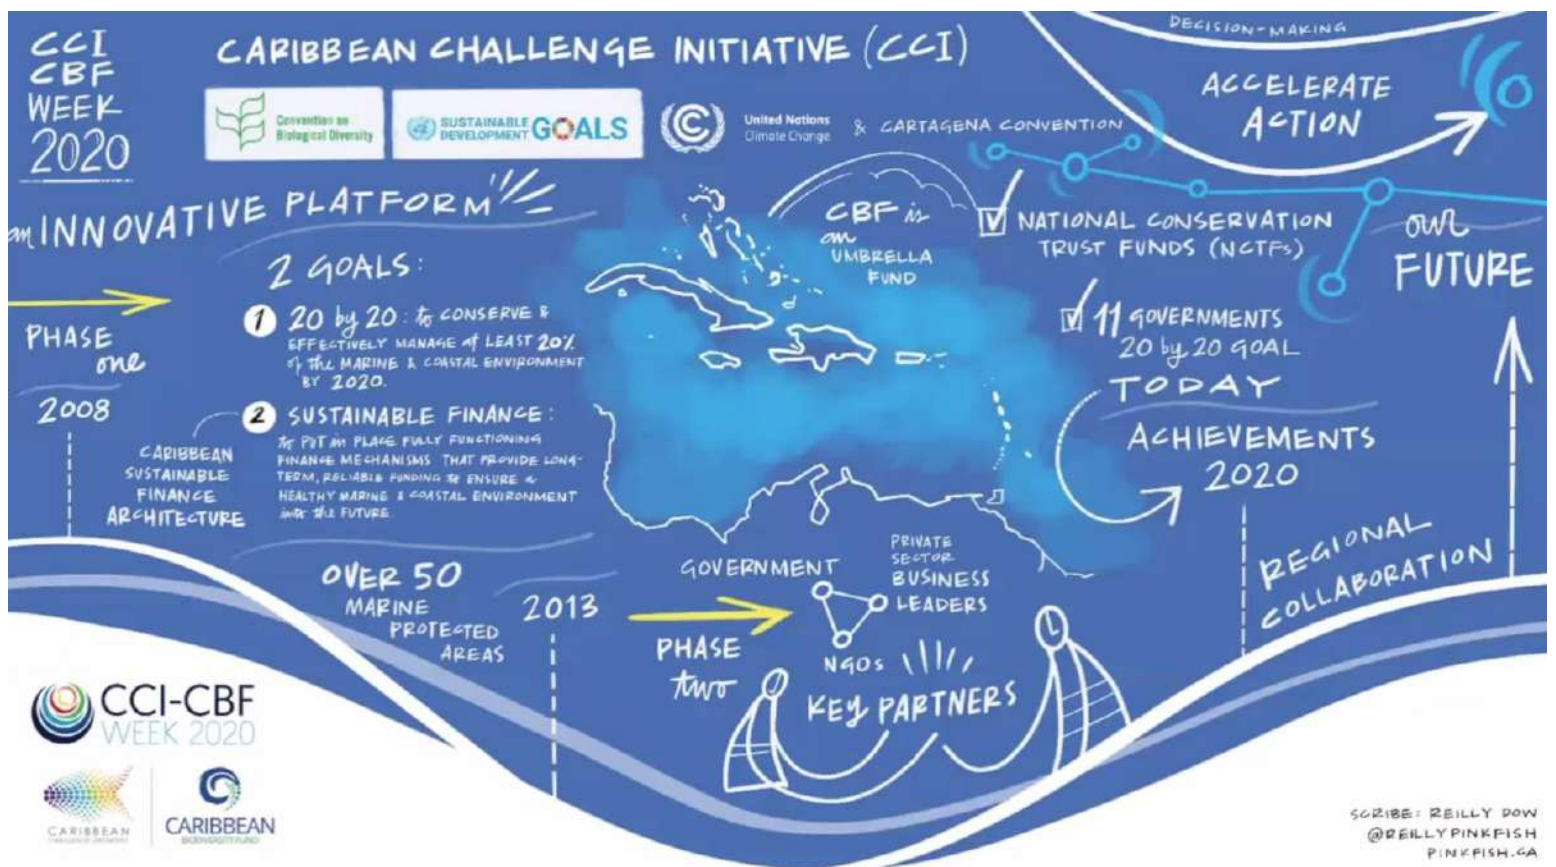 CCI
CBF
WEEK
2020
CARIBBEAN CHALLENGE INITIATIVE (CCI)
Convention on
Biological Diversity
SUSTAINABLE
DEVELOPMENT
GOALS
United Nations
Climate Change
& CARTAGENA CONVENTION
DECISION-MAKING
ACCELERATE
ACTION
an INNOVATIVE PLATFORM
2 GOALS:
1 20 by 20: to CONSERVE &
EFFECTIVELY MANAGE at LEAST 20%
of the MARINE & COASTAL ENVIRONMENT
BY 2020.
2 SUSTAINABLE FINANCE:
to PUT in PLACE FULLY FUNCTIONING
FINANCE MECHANISMS THAT PROVIDE LONG-
TERM, RELIABLE FUNDING to ENSURE a
HEALTHY MARINE & COASTAL ENVIRONMENT
into the FUTURE.
PHASE
one
2008
CARIBBEAN
SUSTAINABLE
FINANCE
ARCHITECTURE
CBF is
an
UMBRELLA
FUND
NATIONAL CONSERVATION
TRUST FUNDS (NCTFs)
11 GOVERNMENTS
20 by 20 GOAL
TODAY
ACHIEVEMENTS
2020
our
FUTURE
REGIONAL
COLLABORATION
OVER 50
MARINE
PROTECTED
AREAS
2013
PHASE
two
GOVERNMENT
PRIVATE
SECTOR
BUSINESS
LEADERS
NGOs
KEY PARTNERS
CCI-CBF
WEEK 2020
CARIBBEAN
CARIBBEAN
BIODIVERSITY FUND
SCRIBE: REILLY DOW
@REILLYPINKFISH
PINKFISH.CA